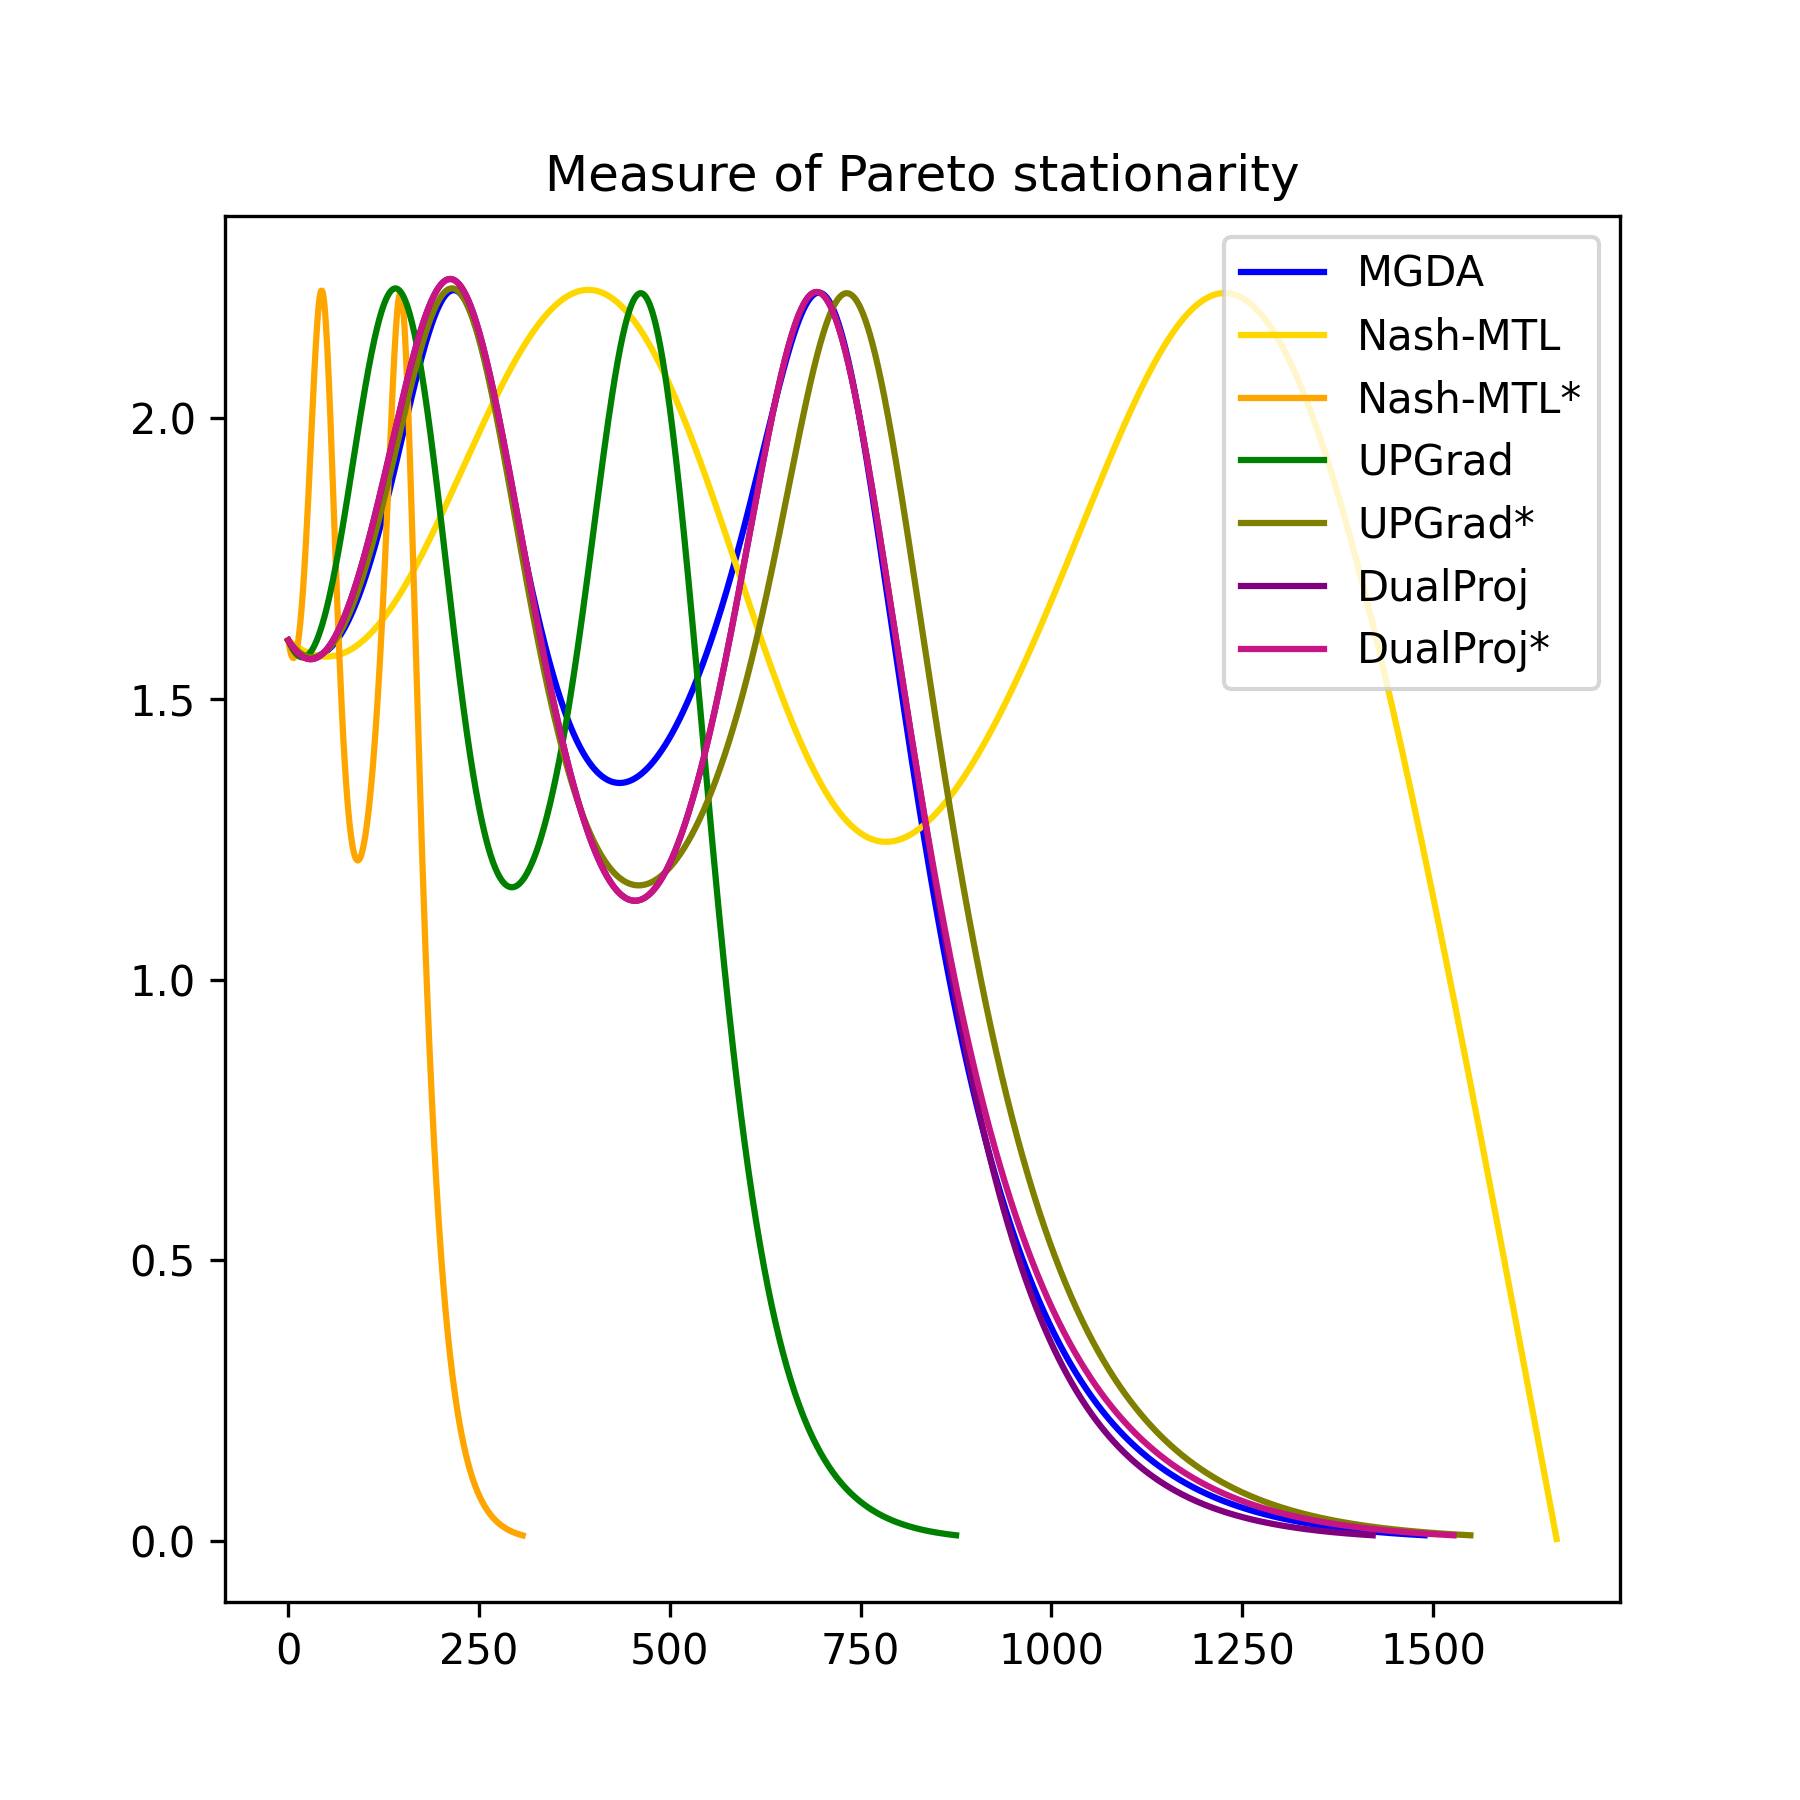 Measure of Pareto stationarity
MGDA
Nash-MTL
Nash-MTL*
UPGrad
UPGrad*
DualProj
DualProj*
2.0
1.5
1.0
0.5
0.0
0 250 500 750 1000 1250 1500